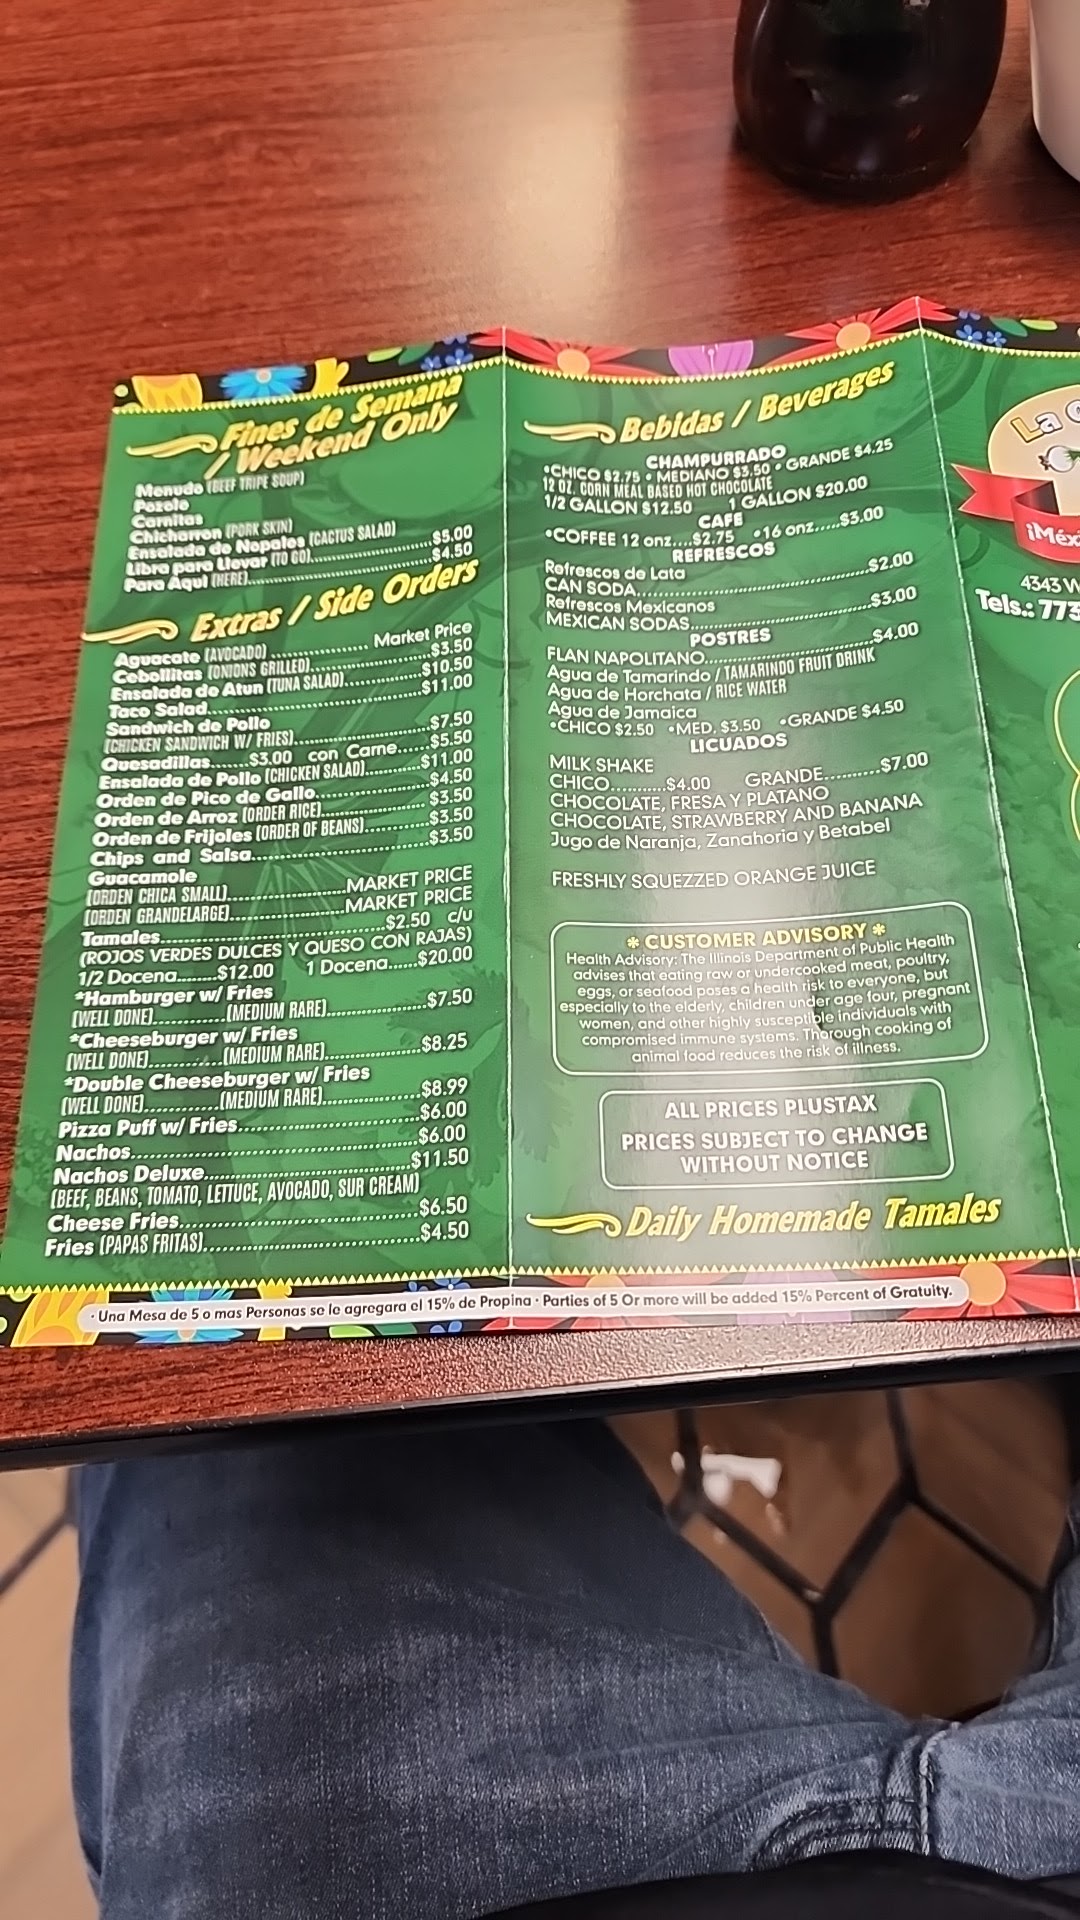 Fines de Semana
/ Weekend Only
Menudo (BEEF TRIPE SOUP)
Pozole
Carnitas
Chicharron (PORK SKIN)
Ensalada de Nopales (CACTUS SALAD)
Libra para Llevar (TO GO)..........$5.00
Para Aqui (HERE)..........$4.50
Extras / Side Orders
Aguacate (AVOCADO).......... Market Price
Cebollitas (ONIONS GRILLED)..........$3.50
Ensalada de Atun (TUNA SALAD)..........$10.50
Taco Salad..........$11.00
Sandwich de Pollo
(CHICKEN SANDWICH W/ FRIES)..........$7.50
Quesadillas......$3.00 con Carne.....$5.50
Ensalada de Pollo (CHICKEN SALAD)..........$11.00
Orden de Pico de Gallo..........$4.50
Orden de Arroz (ORDER RICE)..........$3.50
Orden de Frijoles (ORDER OF BEANS)..........$3.50
Chips and Salsa..........$3.50
Guacamole
(ORDEN CHICA SMALL)..........MARKET PRICE
(ORDEN GRANDELARGE)..........MARKET PRICE
Tamales..........$2.50 c/u
(ROJOS VERDES DULCES Y QUESO CON RAJAS)
1/2 Docena.......$12.00 1 Docena.....$20.00
*Hamburger w/ Fries
(WELL DONE)............(MEDIUM RARE)..........$7.50
*Cheeseburger w/ Fries
(WELL DONE)............(MEDIUM RARE)..........$8.25
*Double Cheeseburger w/ Fries
(WELL DONE)............(MEDIUM RARE)..........$8.99
Pizza Puff w/ Fries..........$6.00
Nachos..........$6.00
Nachos Deluxe..........$11.50
(BEEF, BEANS, TOMATO, LETTUCE, AVOCADO, SUR CREAM)
Cheese Fries..........$6.50
Fries (PAPAS FRITAS)..........$4.50
Bebidas / Beverages
CHAMPURRADO
•CHICO $2.75 • MEDIANO $3.50 • GRANDE $4.25
12 OZ. CORN MEAL BASED HOT CHOCOLATE
1/2 GALLON $12.50 1 GALLON $20.00
CAFE
•COFFEE 12 onz....$2.75 •16 onz.....$3.00
REFRESCOS
Refrescos de Lata
CAN SODA..........$2.00
Refrescos Mexicanos
MEXICAN SODAS..........$3.00
POSTRES
FLAN NAPOLITANO..........$4.00
Agua de Tamarindo / TAMARINDO FRUIT DRINK
Agua de Horchata / RICE WATER
Agua de Jamaica
•CHICO $2.50 •MED. $3.50 •GRANDE $4.50
LICUADOS
MILK SHAKE
CHICO...........$4.00 GRANDE..........$7.00
CHOCOLATE, FRESA Y PLATANO
CHOCOLATE, STRAWBERRY AND BANANA
Jugo de Naranja, Zanahoria y Betabel
FRESHLY SQUEZZED ORANGE JUICE
* CUSTOMER ADVISORY *
Health Advisory: The Illinois Department of Public Health
advises that eating raw or undercooked meat, poultry,
eggs, or seafood poses a health risk to everyone, but
especially to the elderly, children under age four, pregnant
women, and other highly susceptible individuals with
compromised immune systems. Thorough cooking of
animal food reduces the risk of illness.
ALL PRICES PLUSTAX
PRICES SUBJECT TO CHANGE
WITHOUT NOTICE
Daily Homemade Tamales
• Una Mesa de 5 o mas Personas se le agregara el 15% de Propina • Parties of 5 Or more will be added 15% Percent of Gratuity.
La
¡Méx
4343 W
Tels.: 773